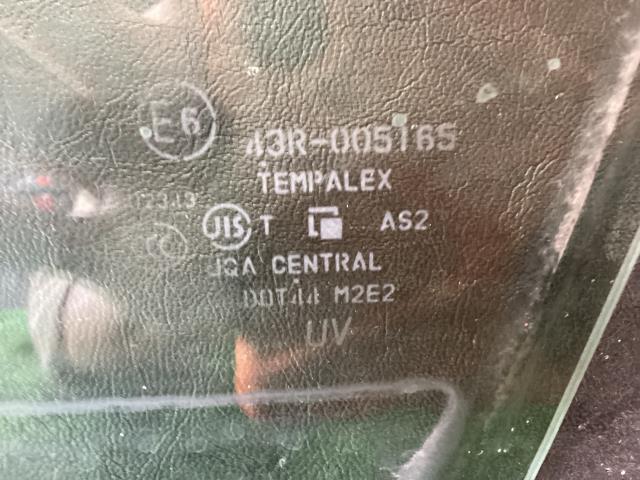 E6
43R-005165
TEMPALEX
JIS T AS2
JQA CENTRAL
DOT44 M2E2
UV